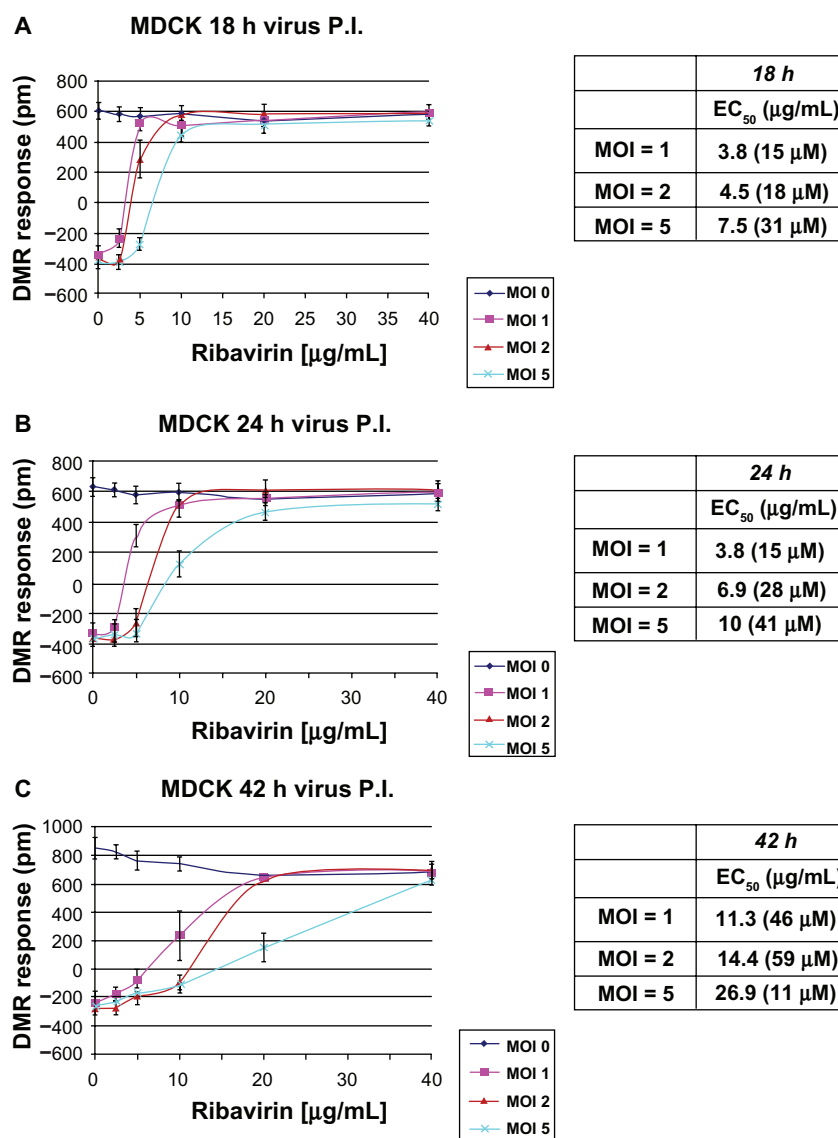 A MDCK 18 h virus P.I.
DMR response (pm)
800
600
400
200
0
−200
−400
−600
0 5 10 20 30 40
Ribavirin [µg/mL]
MOI 0
MOI 1
MOI 2
MOI 5
18 h
EC50 (µg/mL)
MOI = 1 3.8 (15 µM)
MOI = 2 4.5 (18 µM)
MOI = 5 7.5 (31 µM)
B MDCK 24 h virus P.I.
DMR response (pm)
800
600
400
200
0
−200
−400
−600
0 10 20 30 40
Ribavirin [µg/mL]
MOI 0
MOI 1
MOI 2
MOI 5
24 h
EC50 (µg/mL)
MOI = 1 3.8 (15 µM)
MOI = 2 6.9 (28 µM)
MOI = 5 10 (41 µM)
C MDCK 42 h virus P.I.
DMR response (pm)
1000
800
600
400
200
0
−200
−400
−600
0 10 20 30 40
Ribavirin [µg/mL]
MOI 0
MOI 1
MOI 2
MOI 5
42 h
EC50 (µg/mL)
MOI = 1 11.3 (46 µM)
MOI = 2 14.4 (59 µM)
MOI = 5 26.9 (11 µM)